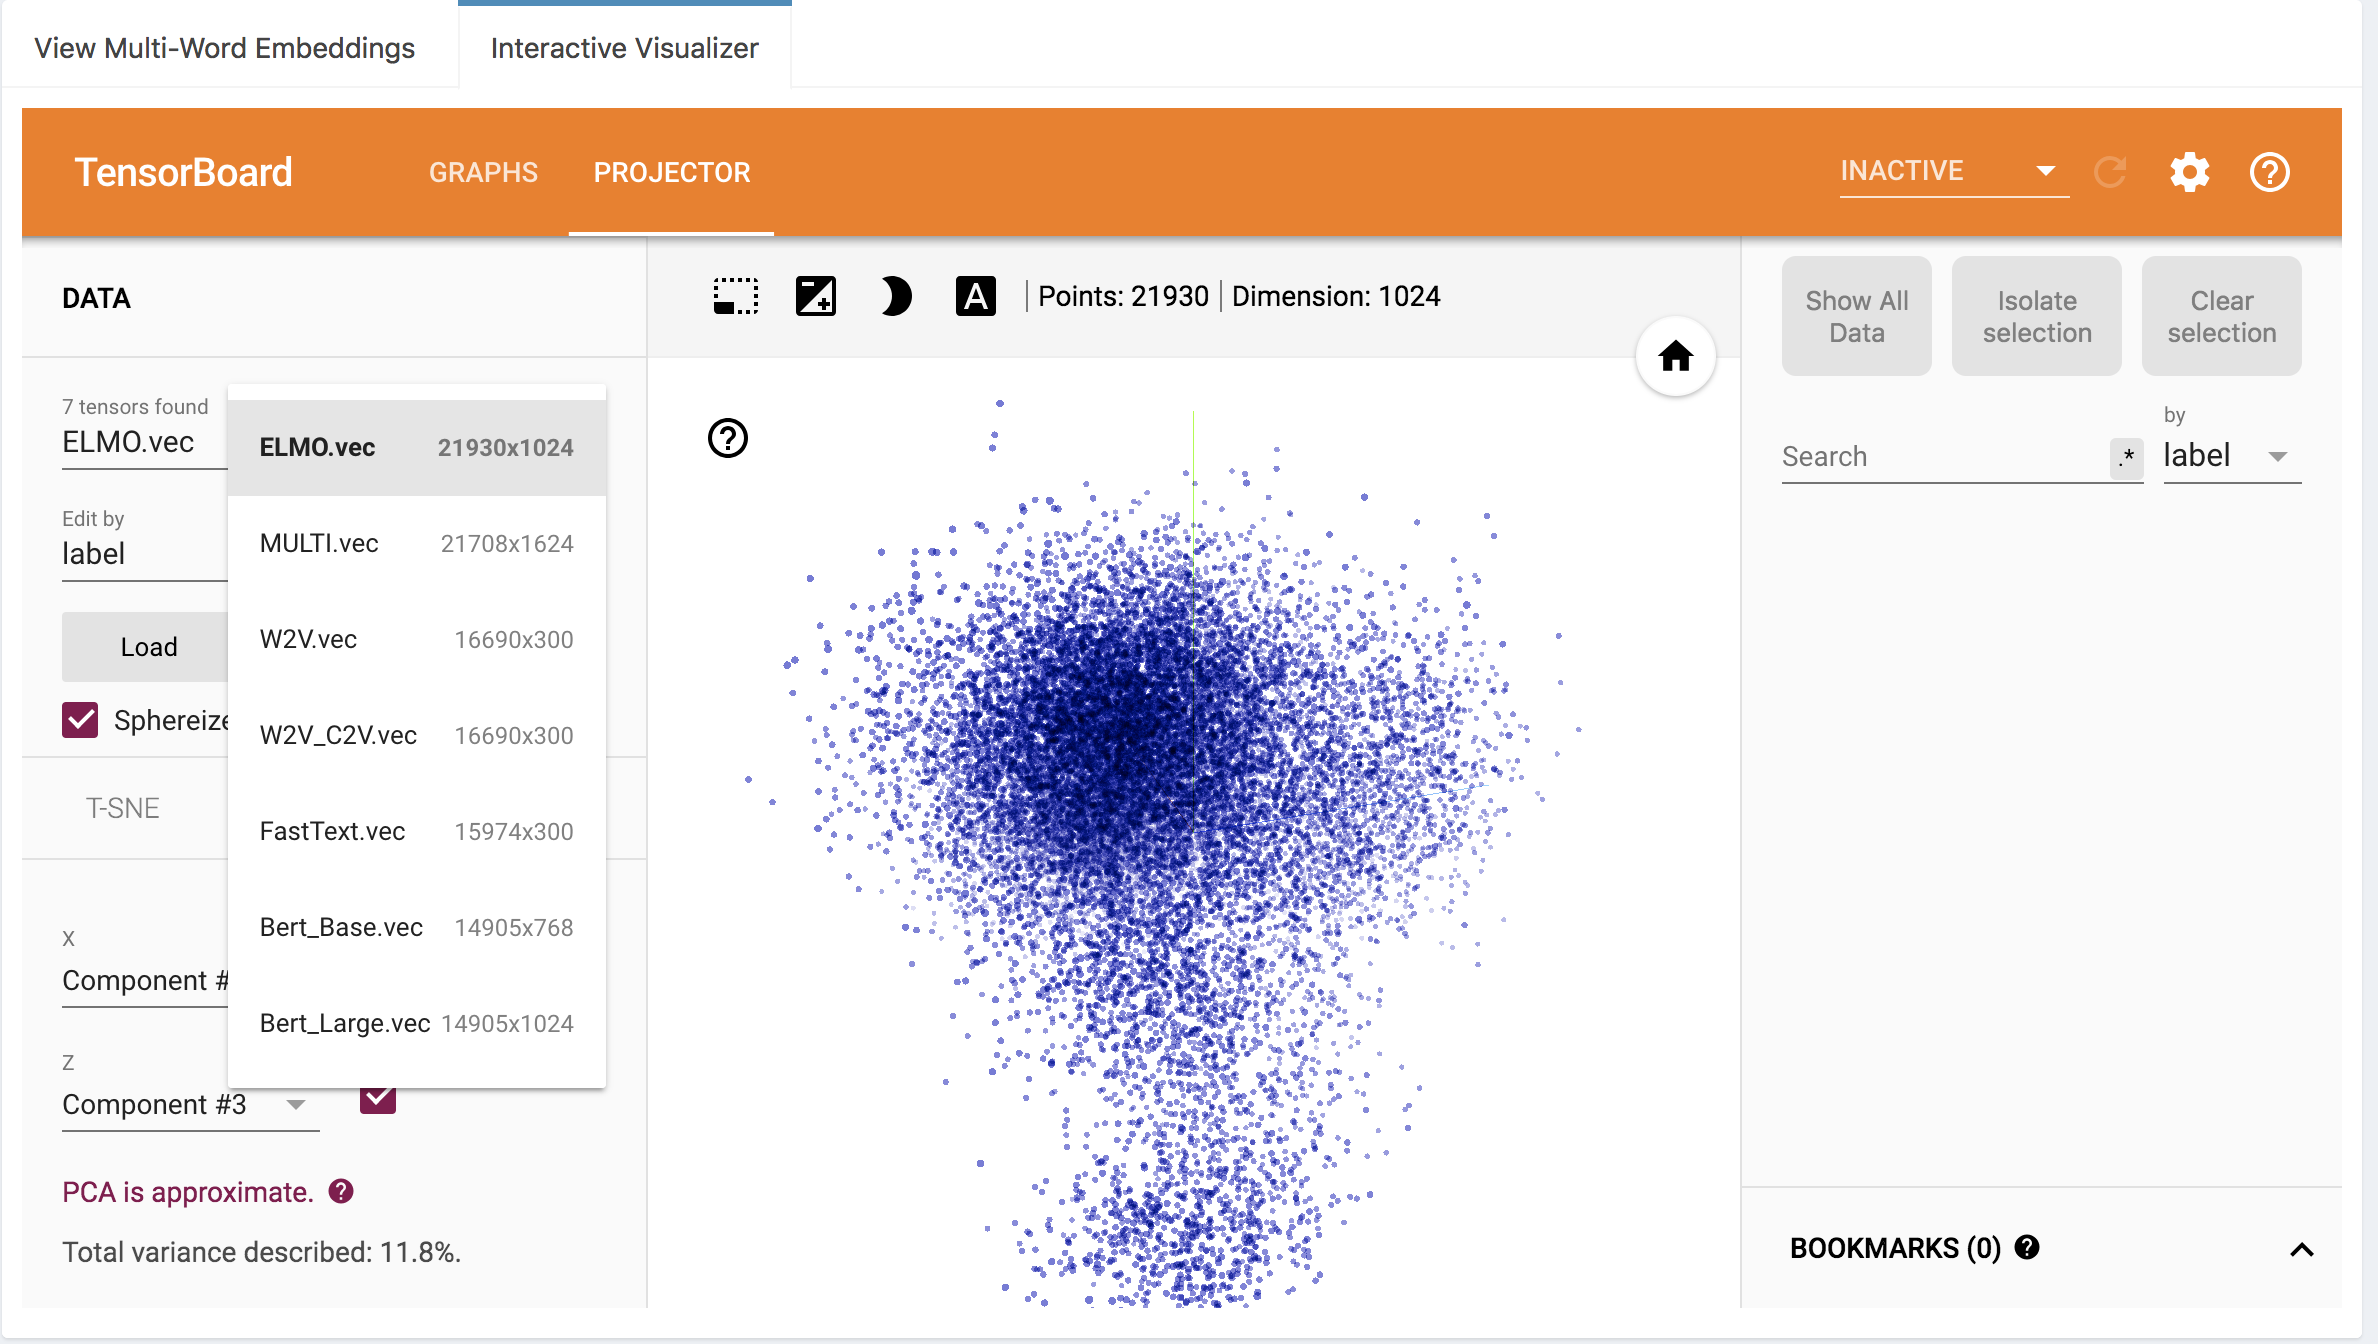 View Multi-Word Embeddings
Interactive Visualizer
TensorBoard
GRAPHS
PROJECTOR
INACTIVE
DATA
Points: 21930
Dimension: 1024
7 tensors found
ELMO.vec
ELMO.vec 21930x1024
MULTI.vec 21708x1624
W2V.vec 16690x300
W2V_C2V.vec 16690x300
FastText.vec 15974x300
Bert_Base.vec 14905x768
Bert_Large.vec 14905x1024
Edit by
label
Load
Sphereize
T-SNE
X
Component #
Z
Component #3
PCA is approximate.
Total variance described: 11.8%.
A
Show All
Data
Isolate
selection
Clear
selection
Search
.*
by
label
BOOKMARKS (0)